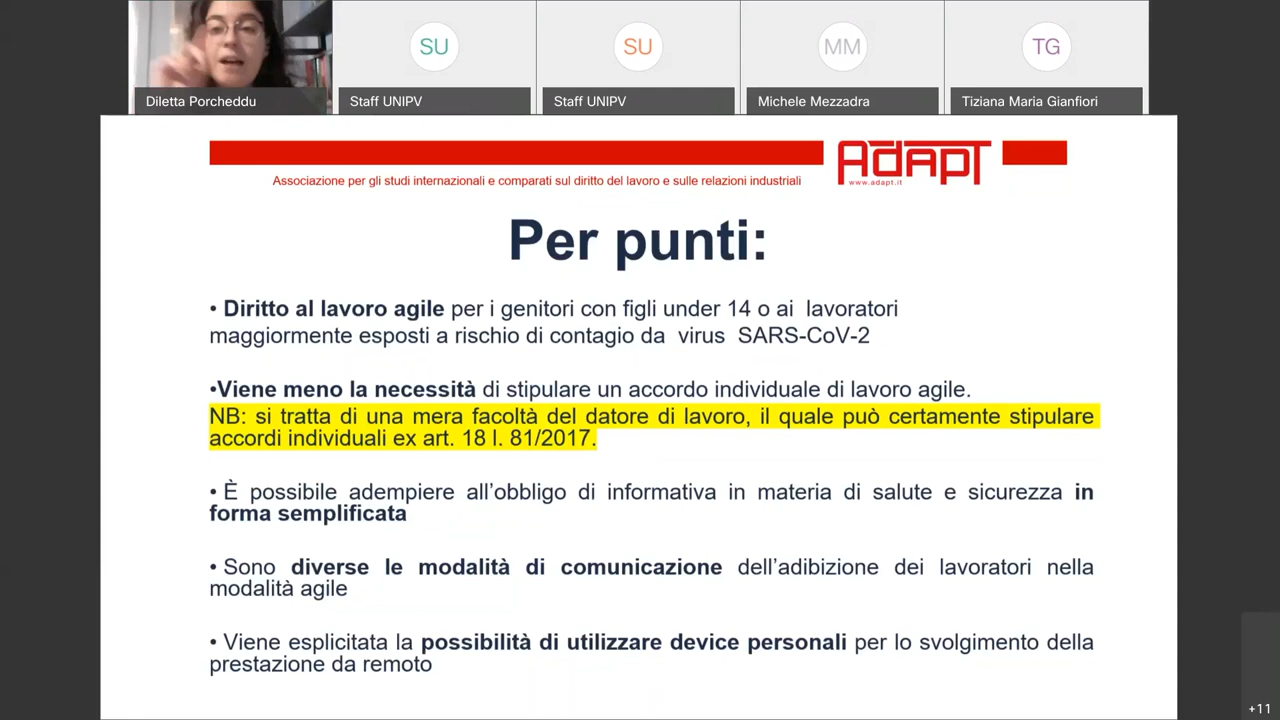 SU
SU
MM
TG
Diletta Porcheddu
Staff UNIPV
Staff UNIPV
Michele Mezzadra
Tiziana Maria Gianfiori
Adapt
www.adapt.it
Associazione per gli studi internazionali e comparati sul diritto del lavoro e sulle relazioni industriali
Per punti:
• Diritto al lavoro agile per i genitori con figli under 14 o ai lavoratori
maggiormente esposti a rischio di contagio da virus SARS-CoV-2
•Viene meno la necessità di stipulare un accordo individuale di lavoro agile.
NB: si tratta di una mera facoltà del datore di lavoro, il quale può certamente stipulare
accordi individuali ex art. 18 l. 81/2017.
• È possibile adempiere all’obbligo di informativa in materia di salute e sicurezza in
forma semplificata
• Sono diverse le modalità di comunicazione dell’adibizione dei lavoratori nella
modalità agile
• Viene esplicitata la possibilità di utilizzare device personali per lo svolgimento della
prestazione da remoto
+11